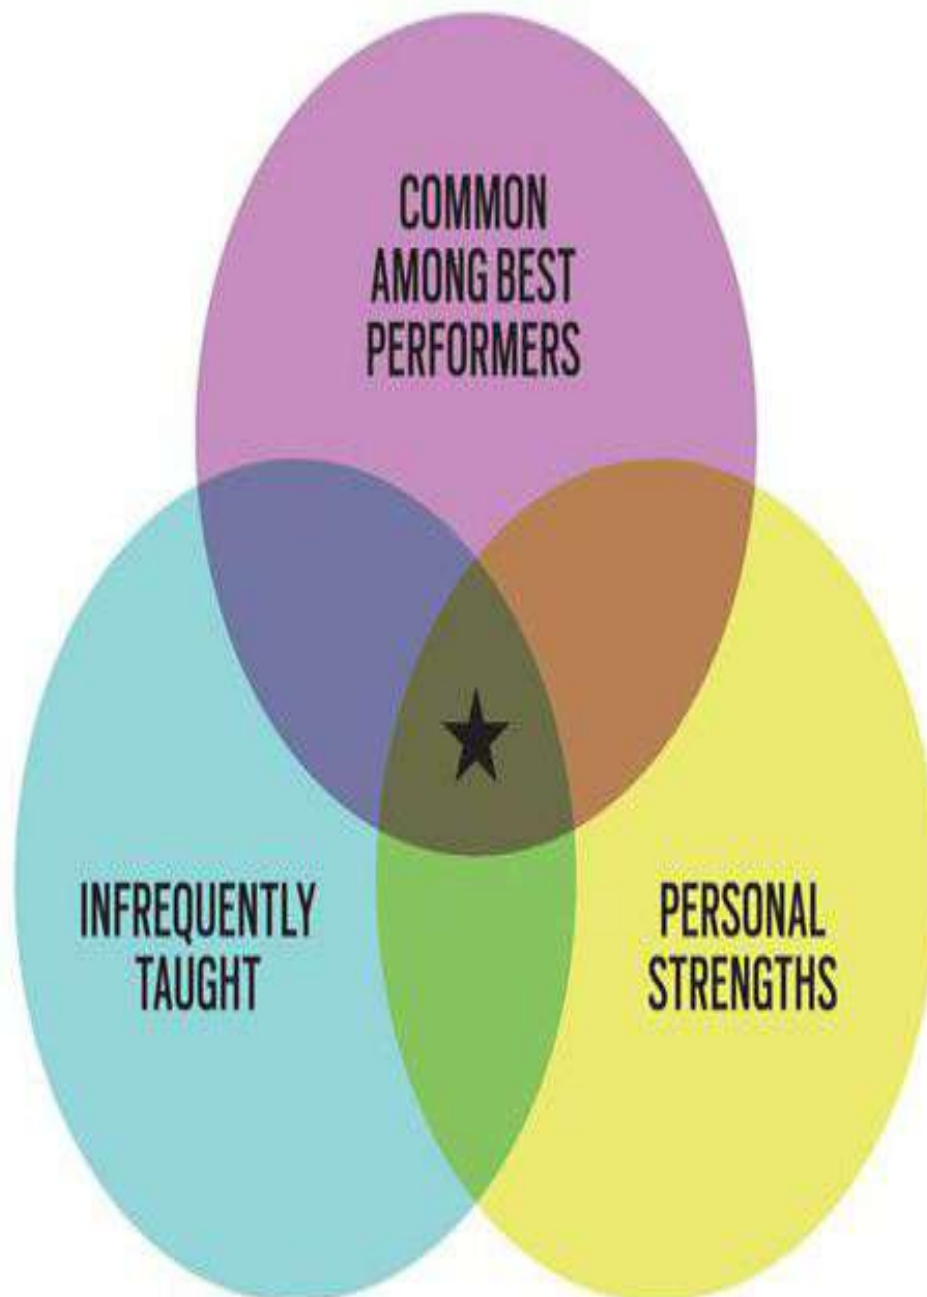 COMMON
AMONG BEST
PERFORMERS
INFREQUENTLY
TAUGHT
PERSONAL
STRENGTHS